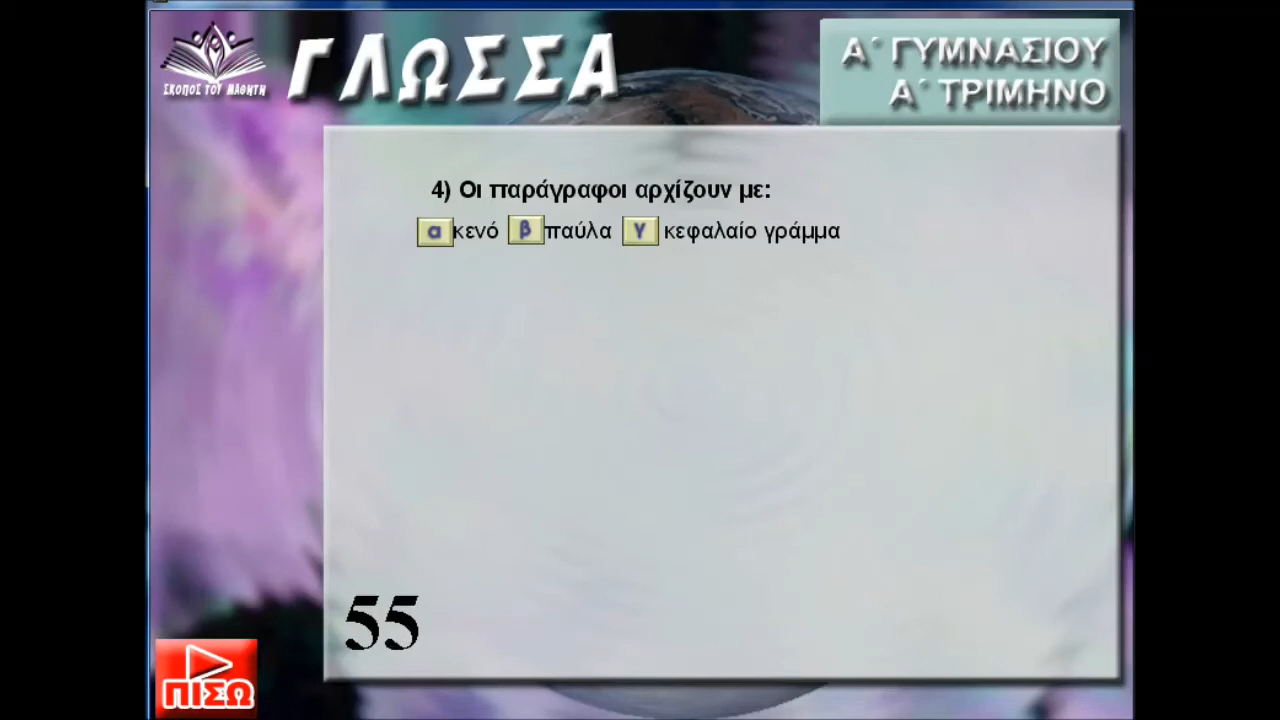 ΣΚΟΠΟΣ ΤΟΥ ΜΑΘΗΤΗ
ΓΛΩΣΣΑ
Α΄ ΓΥΜΝΑΣΙΟΥ
Α΄ ΤΡΙΜΗΝΟ
4) Οι παράγραφοι αρχίζουν με:
α κενό β παύλα γ κεφαλαίο γράμμα
55
ΠΙΣΩ